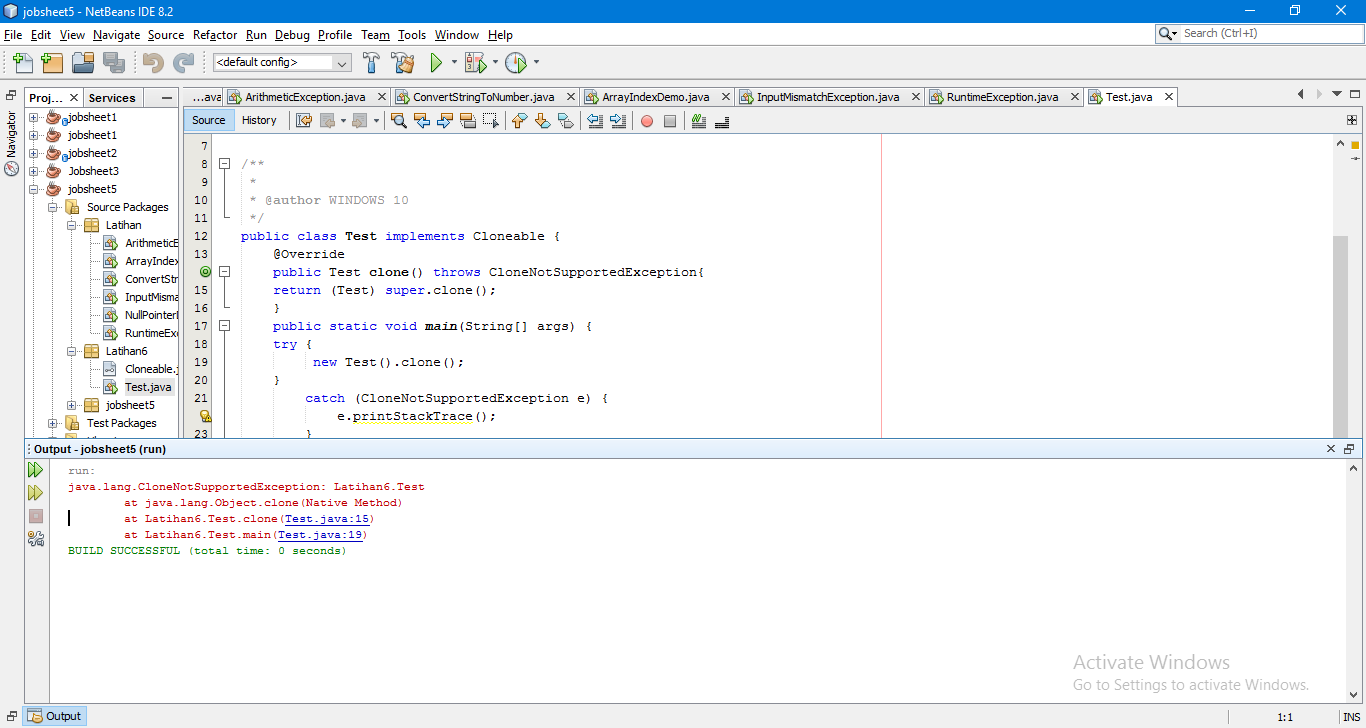 jobsheet5 - NetBeans IDE 8.2
File Edit View Navigate Source Refactor Run Debug Profile Team Tools Window Help
Search (Ctrl+I)
<default config>
Proj... Services
...ava ArithmeticException.java ConvertStringToNumber.java ArrayIndexDemo.java InputMismatchException.java RuntimeException.java Test.java
Navigator
Source History
jobsheet1
jobsheet1
jobsheet2
Jobsheet3
jobsheet5
Source Packages
Latihan
ArithmeticE
ArrayIndex
ConvertStr
InputMisma
NullPointerI
RuntimeExc
Latihan6
Cloneable.j
Test.java
jobsheet5
Test Packages
7
8 /**
9 *
10 * @author WINDOWS 10
11 */
12 public class Test implements Cloneable {
13 @Override
public Test clone() throws CloneNotSupportedException{
15 return (Test) super.clone();
16 }
17 public static void main(String[] args) {
18 try {
19 new Test().clone();
20 }
21 catch (CloneNotSupportedException e) {
e.printStackTrace();
23 }
Output - jobsheet5 (run)
run:
java.lang.CloneNotSupportedException: Latihan6.Test
at java.lang.Object.clone(Native Method)
at Latihan6.Test.clone(Test.java:15)
at Latihan6.Test.main(Test.java:19)
BUILD SUCCESSFUL (total time: 0 seconds)
Activate Windows
Go to Settings to activate Windows.
Output
1:1 INS